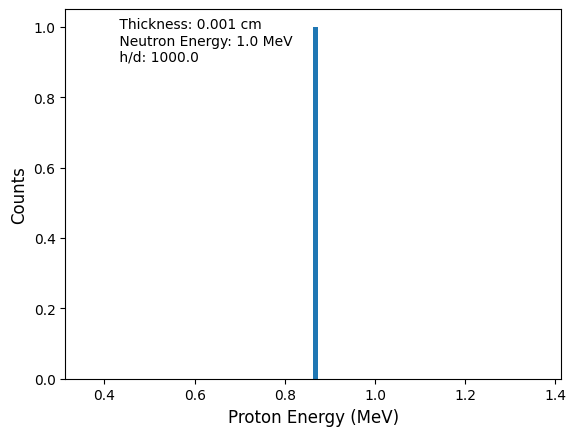 Thickness: 0.001 cm
Neutron Energy: 1.0 MeV
h/d: 1000.0
1.0
0.8
0.6
0.4
0.2
0.0
Counts
0.4 0.6 0.8 1.0 1.2 1.4
Proton Energy (MeV)